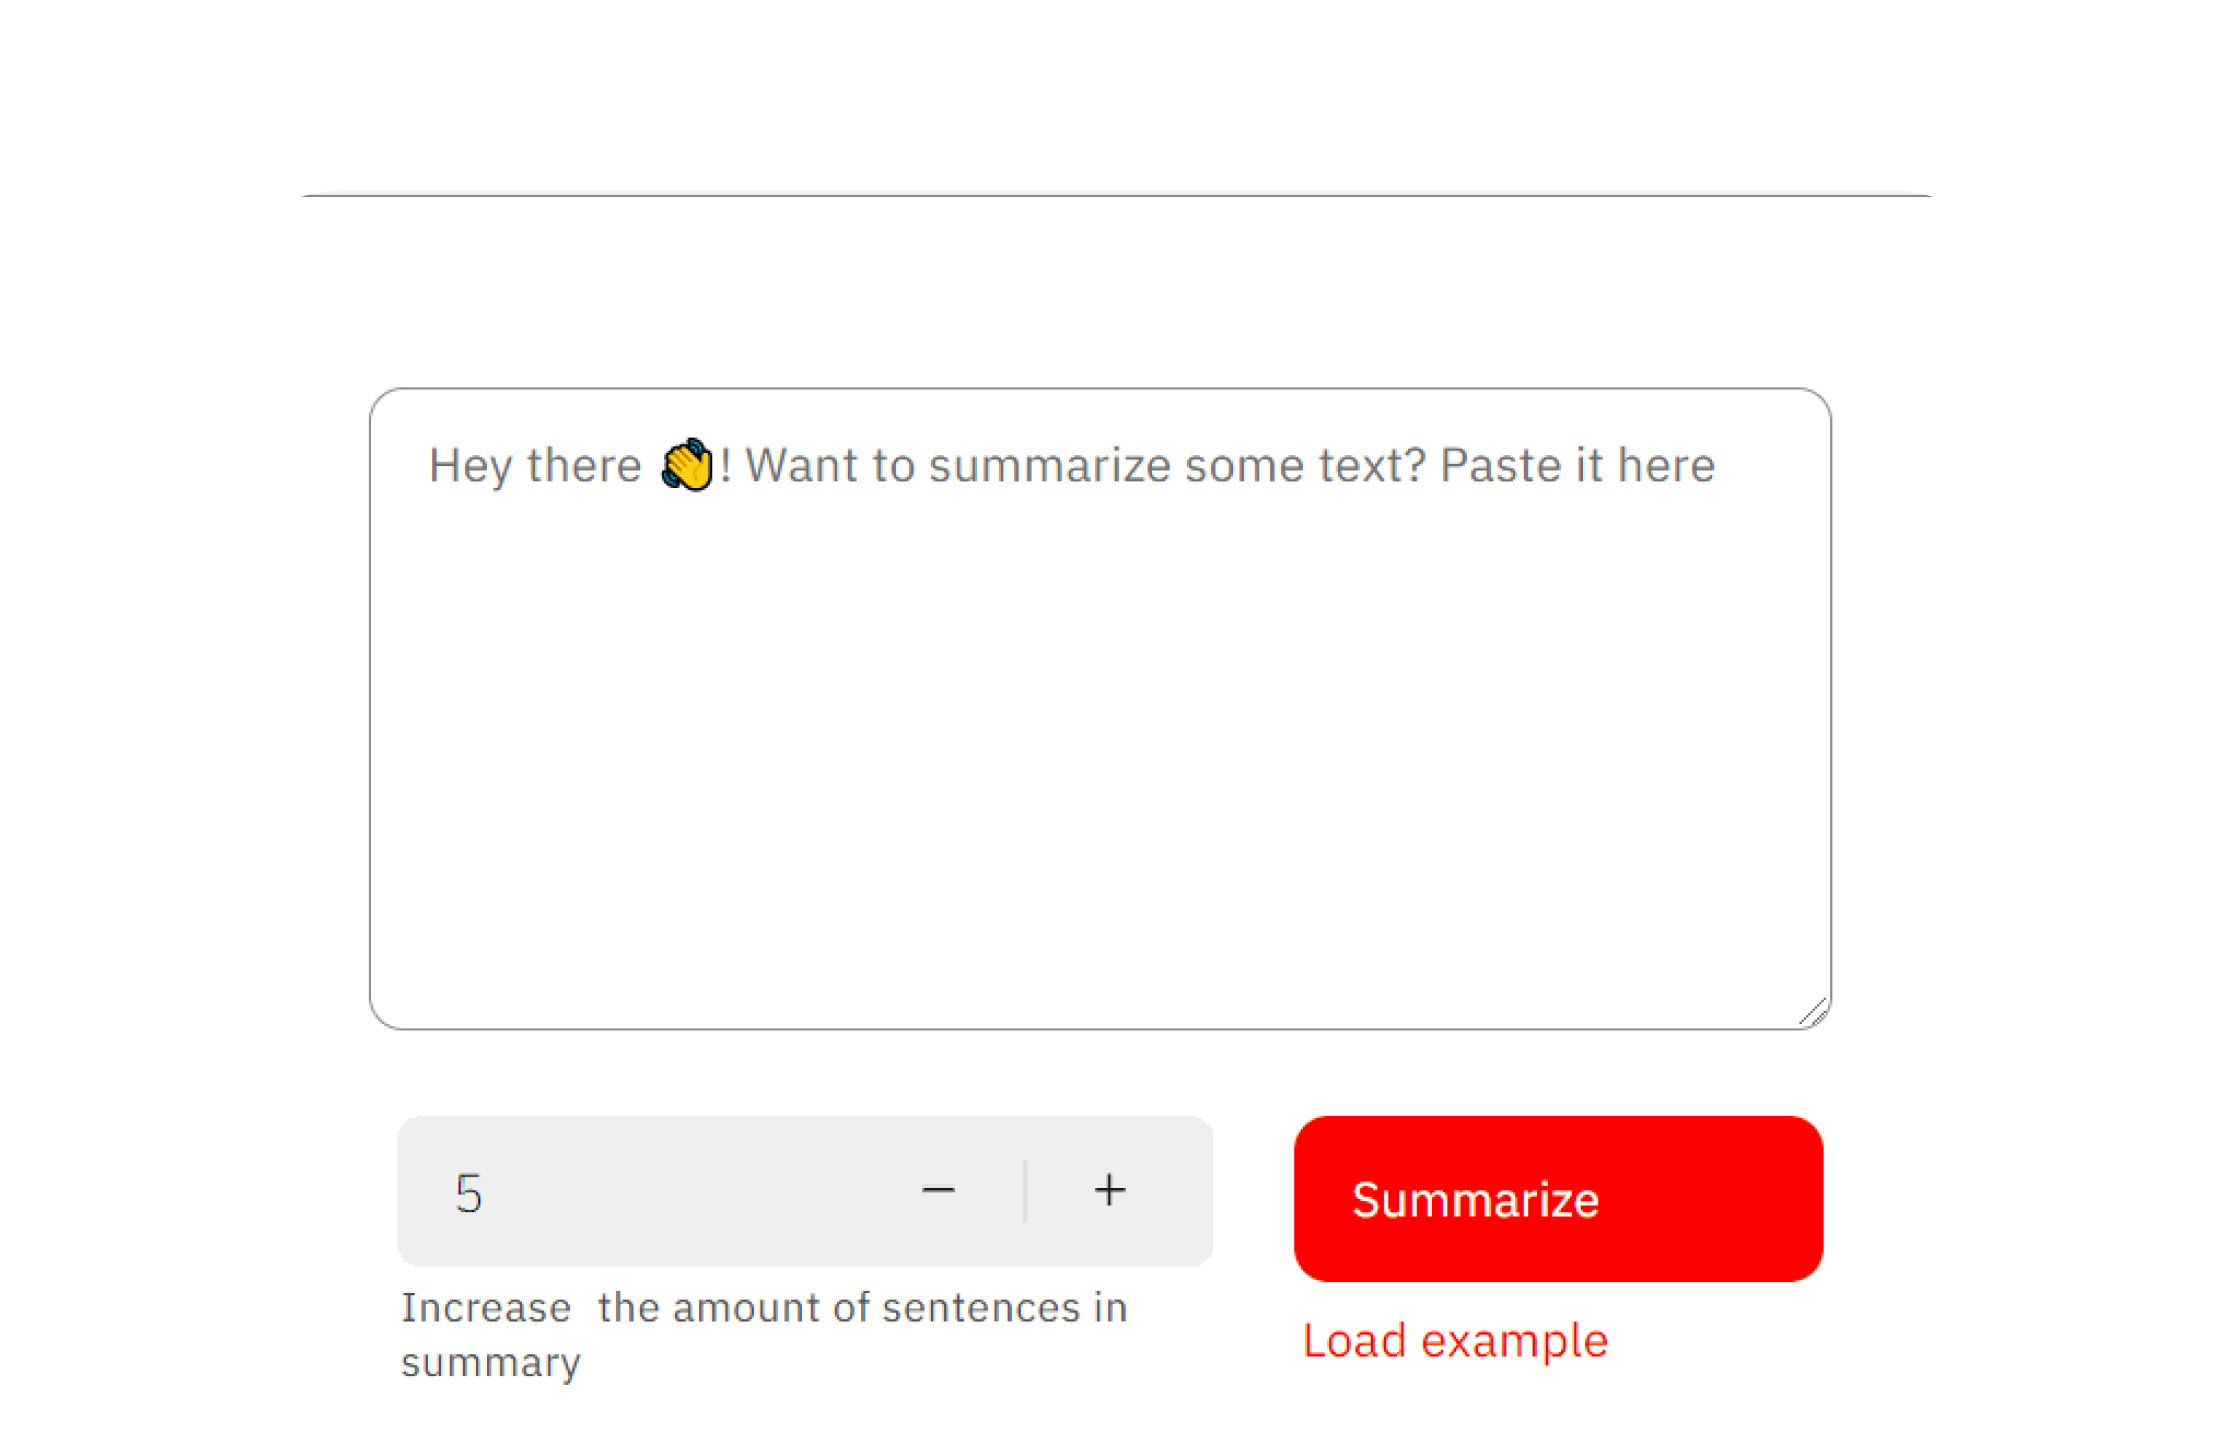 Hey there 👋! Want to summarize some text? Paste it here
5 − +
Summarize
Increase  the amount of sentences in
summary
Load example